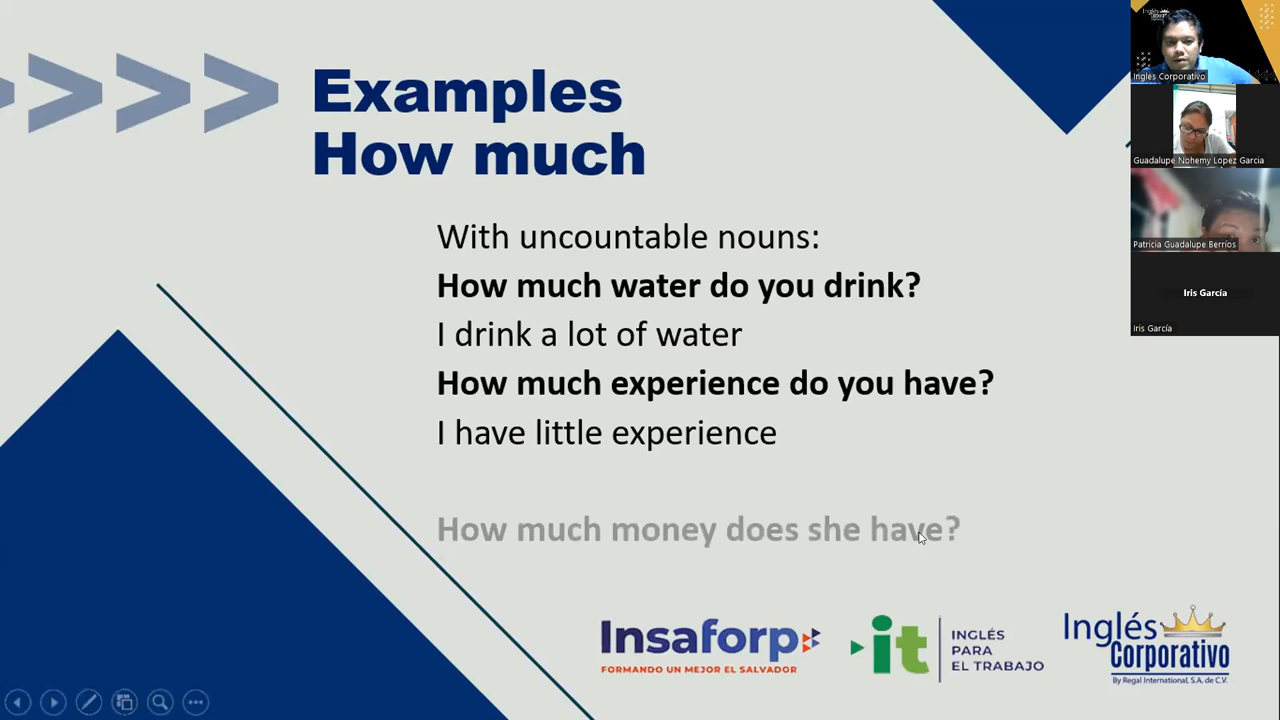 Examples
How much
With uncountable nouns:
How much water do you drink?
I drink a lot of water
How much experience do you have?
I have little experience
How much money does she have?
Insaforp
FORMANDO UN MEJOR EL SALVADOR
it
INGLÉS
PARA
EL TRABAJO
Inglés
Corporativo
By Regal International, S.A. de C.V.
Inglés
Corporativo
Ingles Corporativo
Guadalupe Nohemy Lopez Garcia
Patricia Guadalupe Berríos
Iris García
Iris García